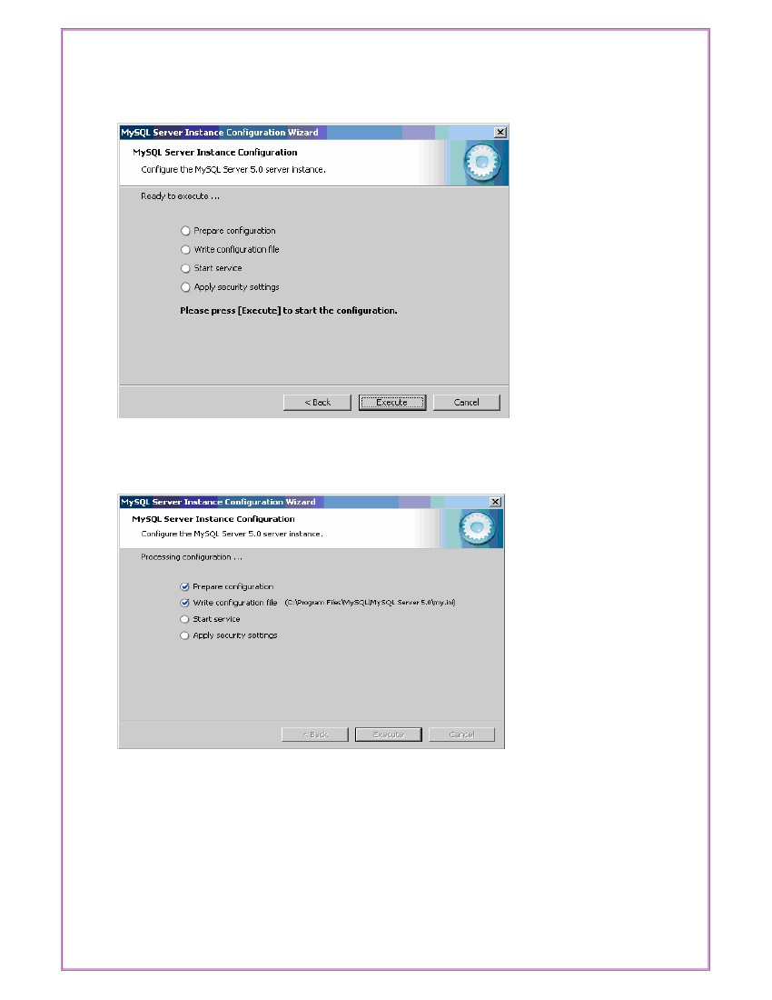 MySQL Server Instance Configuration Wizard
MySQL Server Instance Configuration
Configure the MySQL Server 5.0 server instance.
Ready to execute ...
Prepare configuration
Write configuration file
Start service
Apply security settings
Please press [Execute] to start the configuration.
< Back Execute Cancel
MySQL Server Instance Configuration Wizard
MySQL Server Instance Configuration
Configure the MySQL Server 5.0 server instance.
Processing configuration ...
Prepare configuration
Write configuration file (C:\Program Files\MySQL\MySQL Server 5.0\my.ini)
Start service
Apply security settings
< Back Execute Cancel